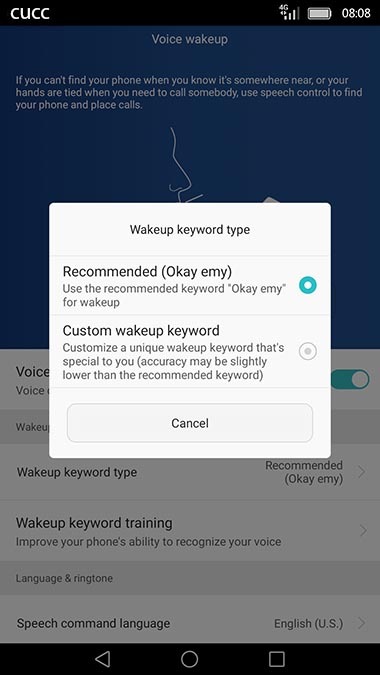 cucc
4G
08:08
Voice wakeup
If you can't find your phone when you know it's somewhere near, or your
hands are tied when you need to call somebody, use speech control to find
your phone and place calls.
Wakeup keyword type
Recommended (Okay emy)
Use the recommended keyword "Okay emy"
for wakeup
Custom wakeup keyword
Customize a unique wakeup keyword that's
special to you (accuracy may be slightly
lower than the recommended keyword)
Cancel
Voice
Voice
Wakeup
Wakeup keyword type
Recommended
(Okay emy)
Wakeup keyword training
Improve your phone's ability to recognize your voice
Language & ringtone
Speech command language
English (U.S.)